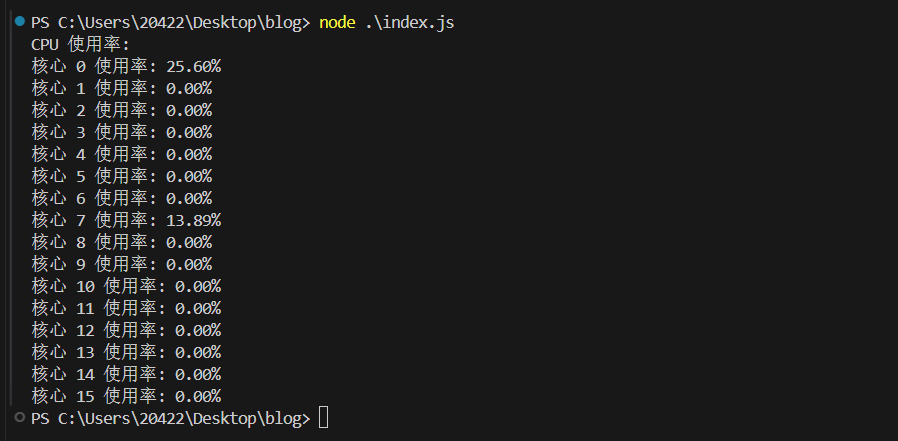 PS C:\Users\20422\Desktop\blog> node .\index.js
CPU 使用率:
核心 0 使用率: 25.60%
核心 1 使用率: 0.00%
核心 2 使用率: 0.00%
核心 3 使用率: 0.00%
核心 4 使用率: 0.00%
核心 5 使用率: 0.00%
核心 6 使用率: 0.00%
核心 7 使用率: 13.89%
核心 8 使用率: 0.00%
核心 9 使用率: 0.00%
核心 10 使用率: 0.00%
核心 11 使用率: 0.00%
核心 12 使用率: 0.00%
核心 13 使用率: 0.00%
核心 14 使用率: 0.00%
核心 15 使用率: 0.00%
PS C:\Users\20422\Desktop\blog>